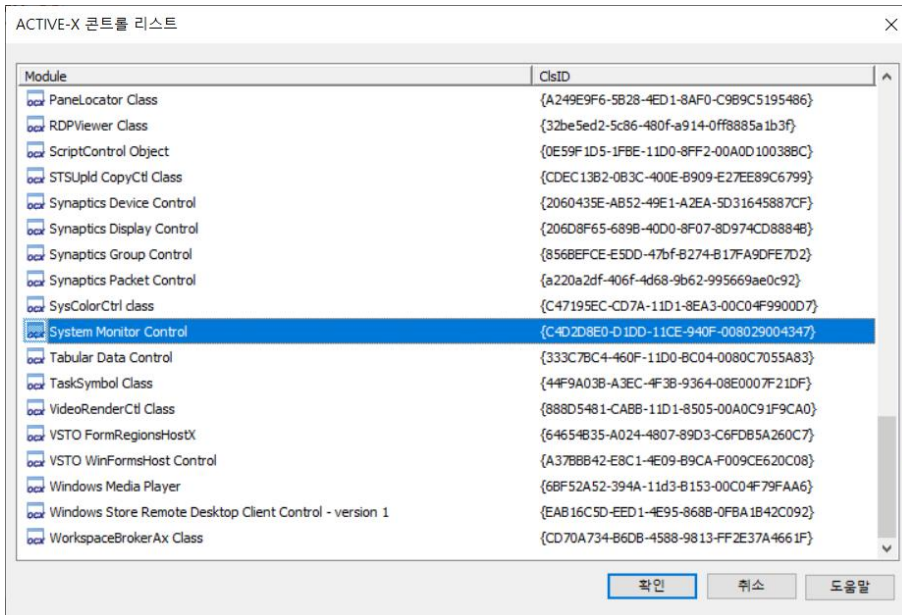 ACTIVE-X 콘트롤 리스트
Module ClsID
PaneLocator Class {A249E9F6-5B28-4ED1-8AF0-C9B9C5195486}
RDPViewer Class {32be5ed2-5c86-480f-a914-0ff8885a1b3f}
ScriptControl Object {0E59F1D5-1FBE-11D0-8FF2-00A0D10038BC}
STSUpld CopyCtl Class {CDEC13B2-0B3C-400E-B909-E27EE89C6799}
Synaptics Device Control {2060435E-AB52-49E1-A2EA-5D31645887CF}
Synaptics Display Control {206D8F65-689B-40D0-8F07-8D974CD8884B}
Synaptics Group Control {856BEFCE-E5DD-47bf-B274-B17FA9DFE7D2}
Synaptics Packet Control {a220a2df-406f-4d68-9b62-995669ae0c92}
SysColorCtrl class {C47195EC-CD7A-11D1-8EA3-00C04F9900D7}
System Monitor Control {C4D2D8E0-D1DD-11CE-940F-008029004347}
Tabular Data Control {333C7BC4-460F-11D0-BC04-0080C7055A83}
TaskSymbol Class {44F9A03B-A3EC-4F3B-9364-08E0007F21DF}
VideoRenderCtl Class {888D5481-CABB-11D1-8505-00A0C91F9CA0}
VSTO FormRegionsHostX {64654B35-A024-4807-89D3-C6FDB5A260C7}
VSTO WinFormsHost Control {A37BBB42-E8C1-4E09-B9CA-F009CE620C08}
Windows Media Player {6BF52A52-394A-11d3-B153-00C04F79FAA6}
Windows Store Remote Desktop Client Control - version 1 {EAB16C5D-EED1-4E95-868B-0FBA1B42C092}
WorkspaceBrokerAx Class {CD70A734-B6DB-4588-9813-FF2E37A4661F}
확인 취소 도움말